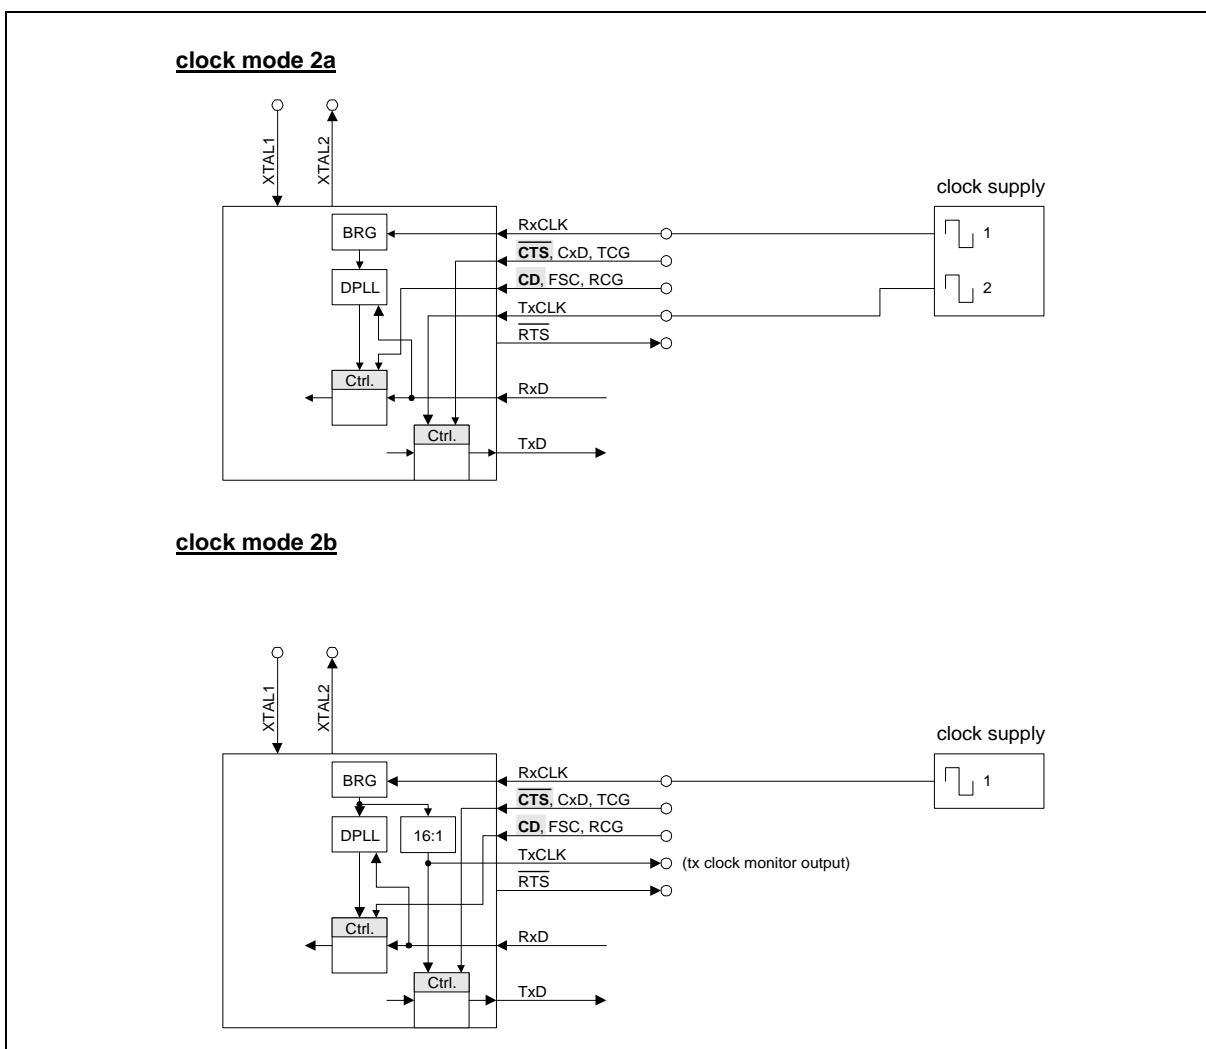 clock mode 2a
XTAL1
XTAL2
clock supply
BRG
RxCLK
1
CTS, CxD, TCG
DPLL
CD, FSC, RCG
2
TxCLK
RTS
Ctrl.
RxD
Ctrl.
TxD
clock mode 2b
XTAL1
XTAL2
clock supply
BRG
RxCLK
1
CTS, CxD, TCG
DPLL
16:1
CD, FSC, RCG
TxCLK
(tx clock monitor output)
RTS
Ctrl.
RxD
Ctrl.
TxD